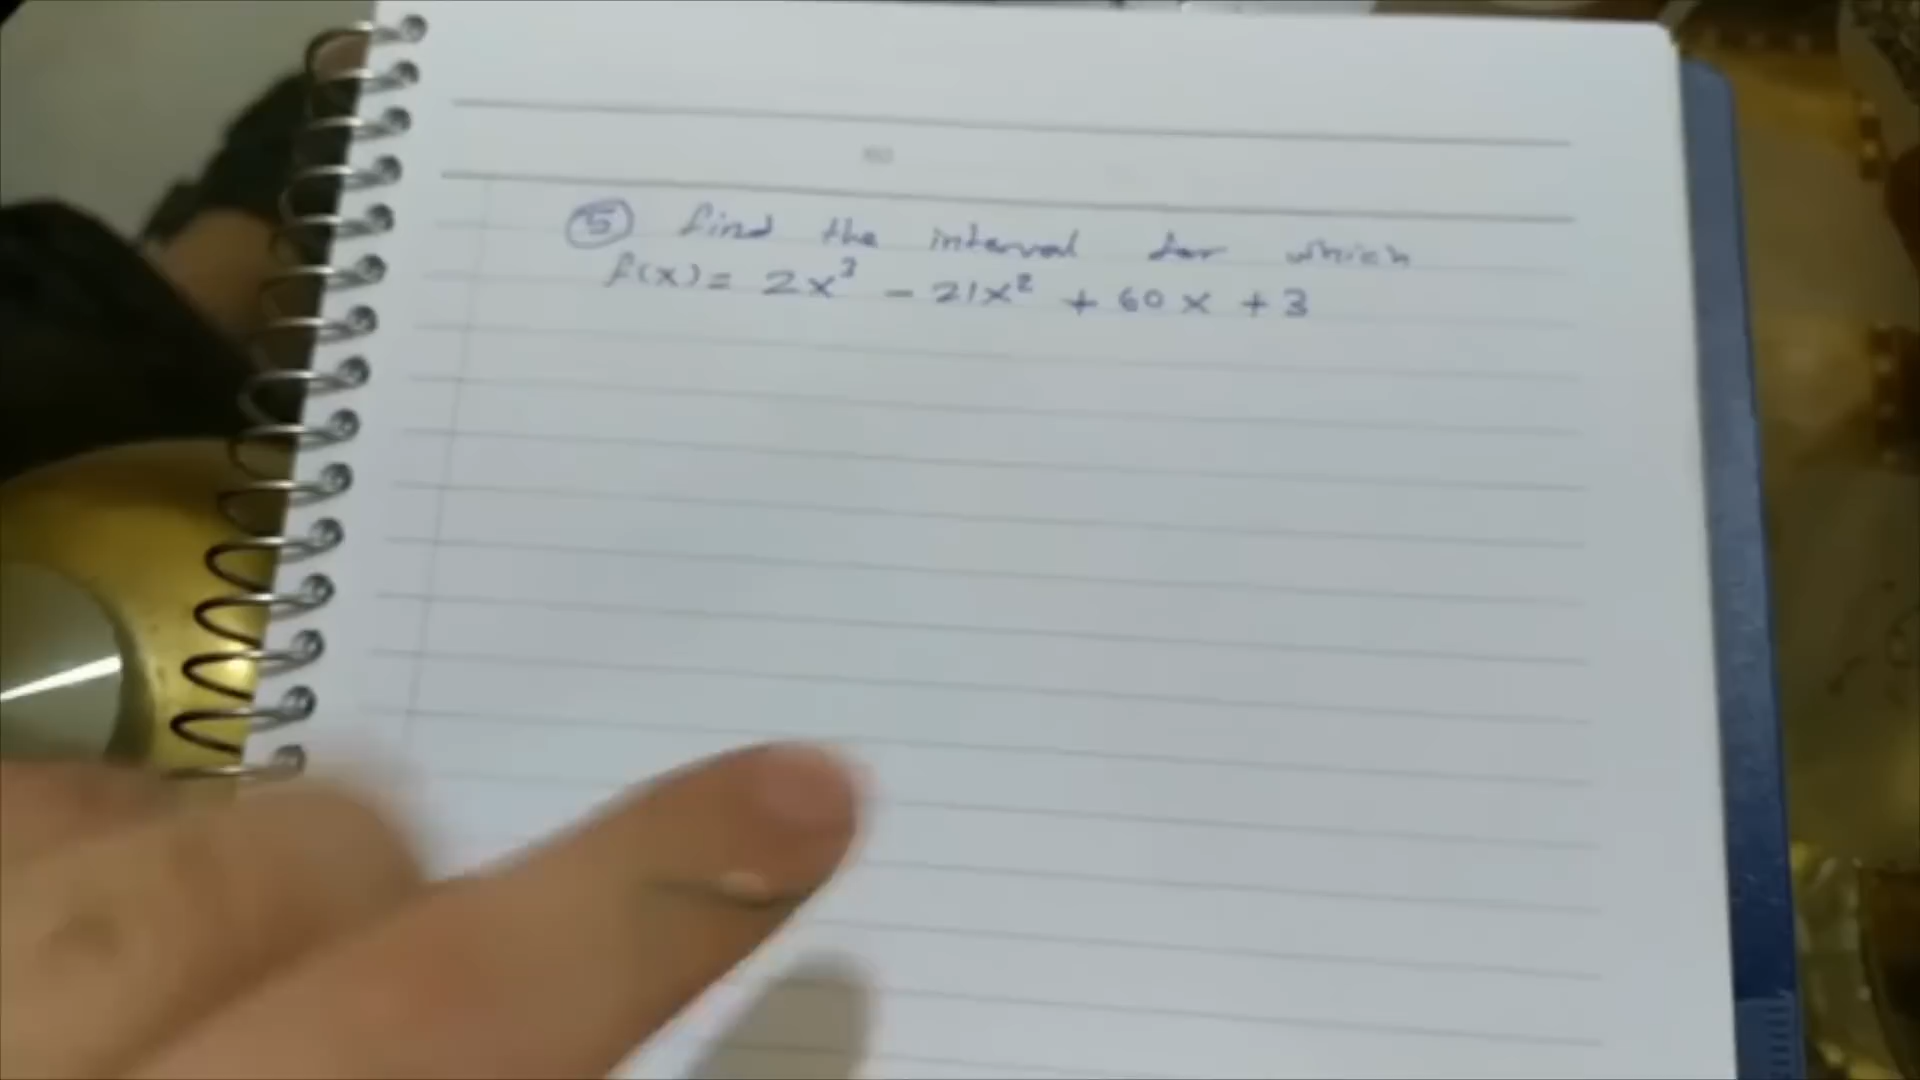 ⑤ find the interval for which
f(x) = 2x³ - 21x² + 60x + 3